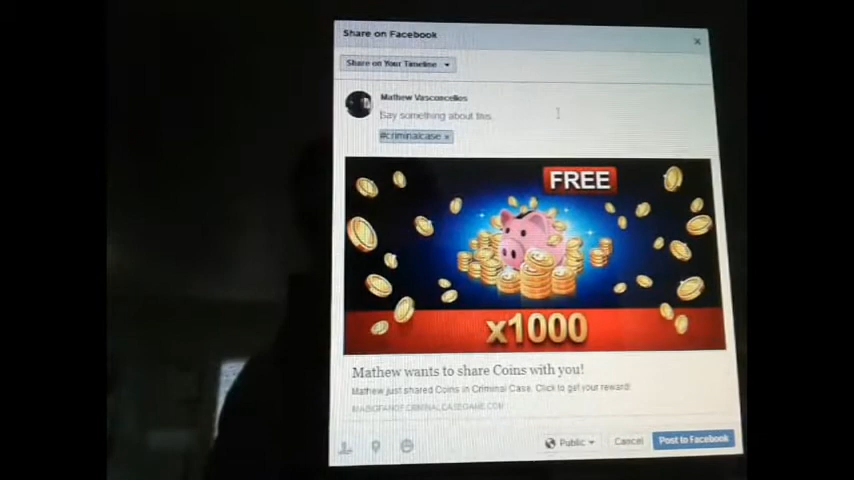 Share on Facebook
Share on Your Timeline
Mathew Vasconcellos
Say something about this.
#criminalcase ×
FREE
x1000
Mathew wants to share Coins with you!
Mathew just shared Coins in Criminal Case. Click to get your reward!
Public
Cancel
Post to Facebook